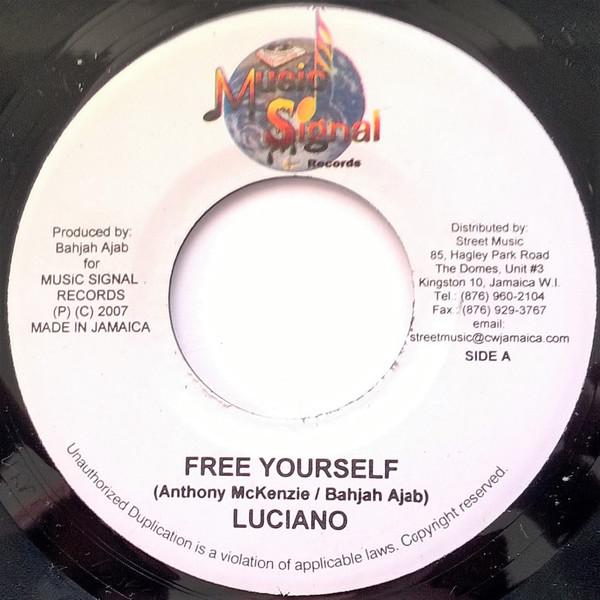 Music
Signal
Records
Produced by:
Bahjah Ajab
for
MUSIC SIGNAL
RECORDS
(P) (C) 2007
MADE IN JAMAICA
Distributed by:
Street Music
85, Hagley Park Road
The Domes, Unit #3
Kingston 10, Jamaica W.I.
Tel.: (876) 960-2104
Fax.: (876) 929-3767
email:
streetmusic@cwjamaica.com
SIDE A
FREE YOURSELF
(Anthony McKenzie / Bahjah Ajab)
LUCIANO
Unauthorized Duplication is a violation of applicable laws. Copyright reserved.